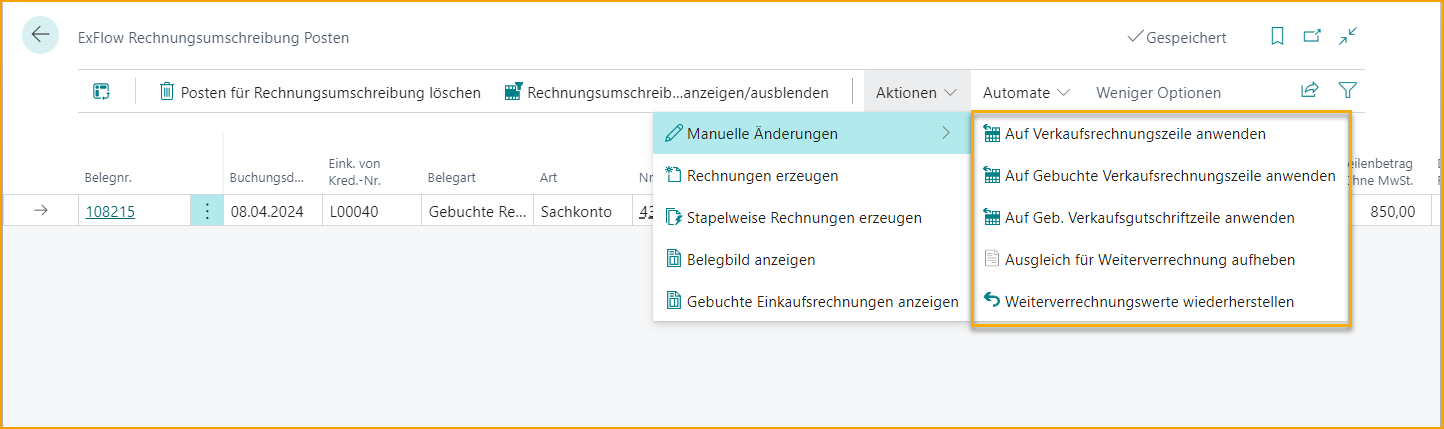 ExFlow Rechnungsumschreibung Posten
Gespeichert
Posten für Rechnungsumschreibung löschen
Rechnungsumschreib...anzeigen/ausblenden
Aktionen
Automate
Weniger Optionen
Manuelle Änderungen
Rechnungen erzeugen
Stapelweise Rechnungen erzeugen
Belegbild anzeigen
Gebuchte Einkaufsrechnungen anzeigen
Auf Verkaufsrechnungszeile anwenden
Auf Gebuchte Verkaufsrechnungszeile anwenden
Auf Geb. Verkaufsgutschriftzeile anwenden
Ausgleich für Weiterverrechnung aufheben
Weiterverrechnungswerte wiederherstellen
Belegnr.
Buchungsd...
Eink. von
Kred.-Nr.
Belegart
Art
Nr
eilenbetrag
hne MwSt.
108215
08.04.2024
L00040
Gebuchte Re...
Sachkonto
43
850,00